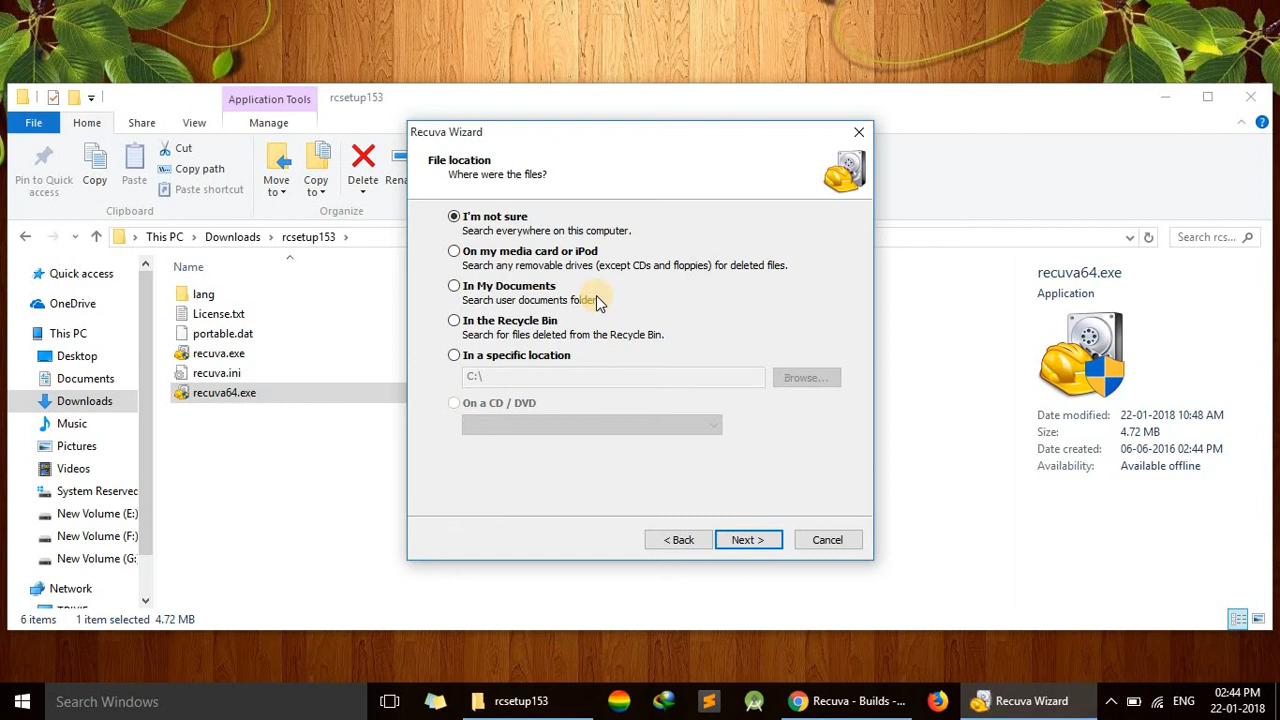 Application Tools
rcsetup153
File
Home
Share
View
Manage
Pin to Quick access
Copy
Paste
Cut
Copy path
Paste shortcut
Move to
Copy to
Delete
Clipboard
Organize
This PC
Downloads
rcsetup153
Search rcs...
Quick access
OneDrive
This PC
Desktop
Documents
Downloads
Music
Pictures
Videos
System Reserved
New Volume (E:)
New Volume (F:)
New Volume (G:
Network
Name
lang
License.txt
portable.dat
recuva.exe
recuva.ini
recuva64.exe
Recuva Wizard
File location
Where were the files?
I'm not sure
Search everywhere on this computer.
On my media card or iPod
Search any removable drives (except CDs and floppies) for deleted files.
In My Documents
Search user documents folder
In the Recycle Bin
Search for files deleted from the Recycle Bin.
In a specific location
C:\
Browse...
On a CD / DVD
< Back
Next >
Cancel
recuva64.exe
Application
Date modified: 22-01-2018 10:48 AM
Size: 4.72 MB
Date created: 06-06-2016 02:44 PM
Availability: Available offline
6 items
1 item selected 4.72 MB
Search Windows
rcsetup153
Recuva - Builds - ...
Recuva Wizard
ENG
02:44 PM
22-01-2018